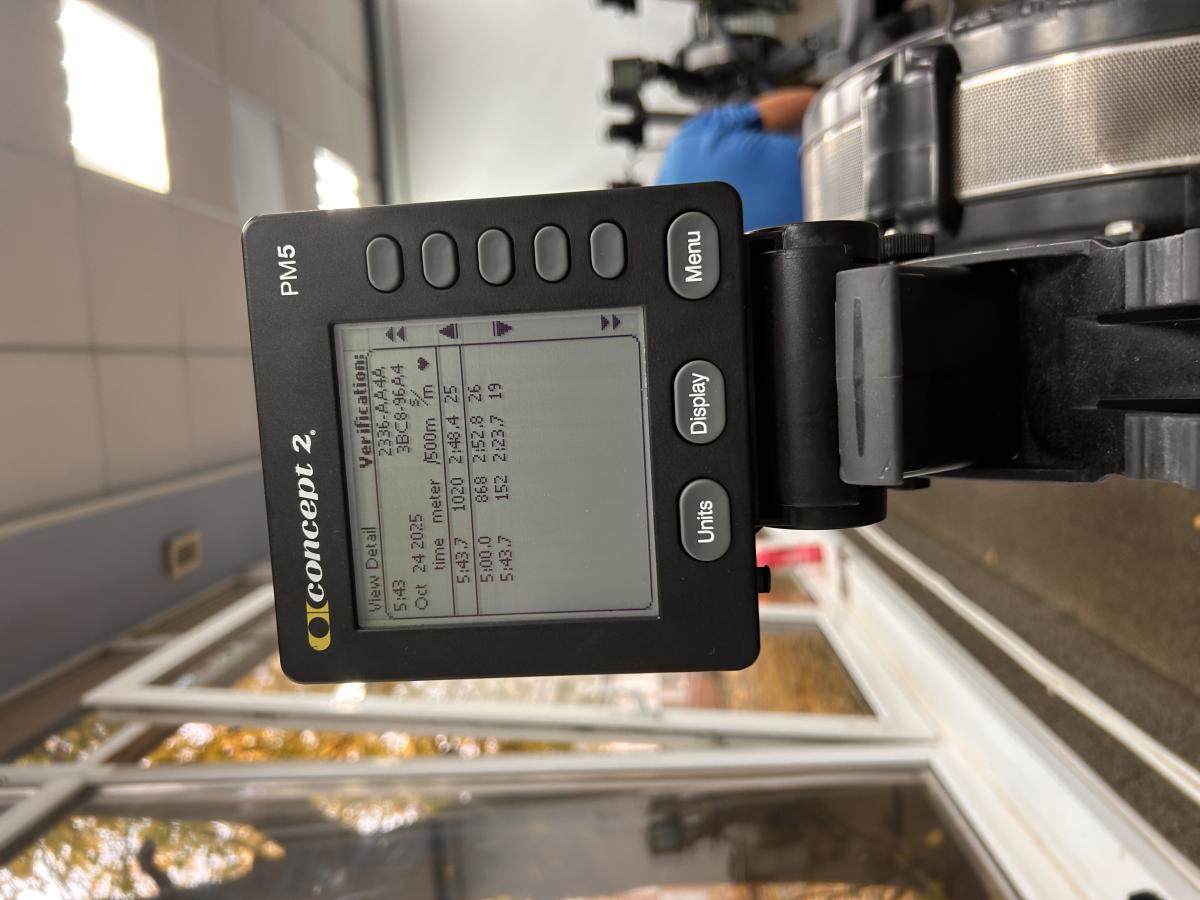 concept 2.
PM5
View Detail Verification:
5:43 2336-AA4A
Oct 24 2025 3BC8-96A4
time meter /500m s/m
5:43.7 1020 2:48.4 25
5:00.0 868 2:52.8 26
5:43.7 152 2:23.7 19
Units Display Menu